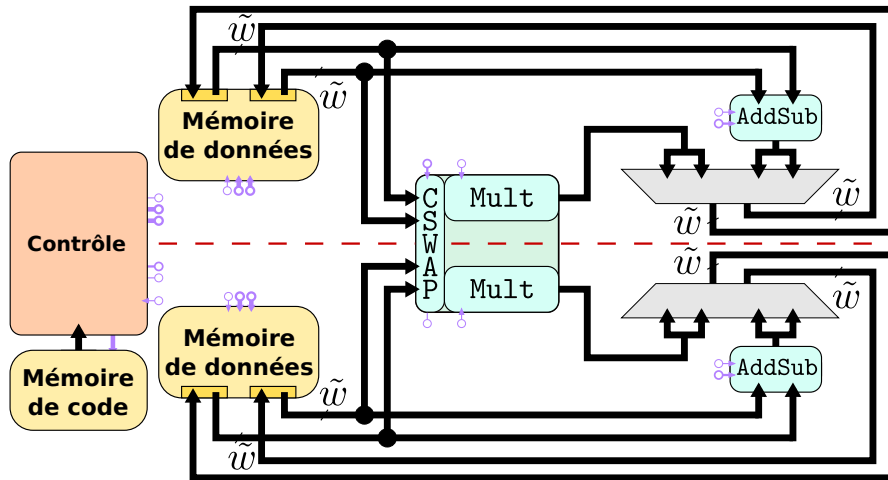 w̃
w̃
Mémoire
de données
AddSub
C
S
W
A
P
Mult
w̃
w̃
Contrôle
w̃
w̃
Mult
Mémoire
de données
AddSub
Mémoire
de code
w̃
w̃